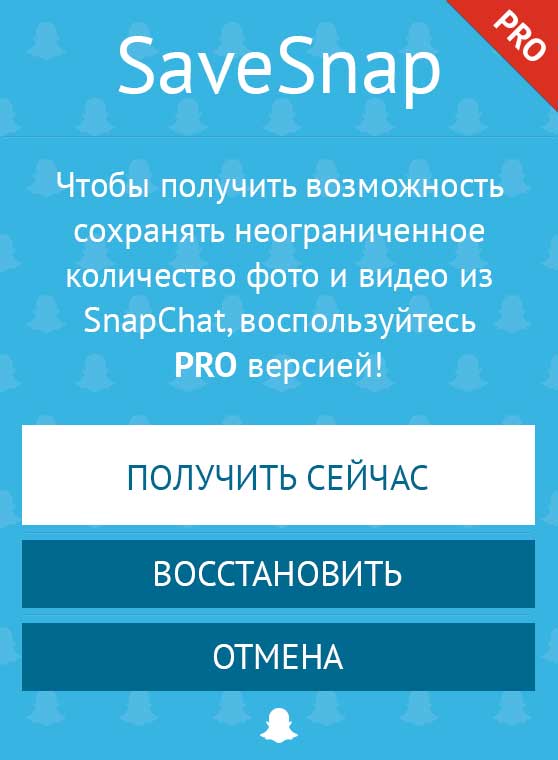 SaveSnap
PRO
Чтобы получить возможность
сохранять неограниченное
количество фото и видео из
SnapChat, воспользуйтесь
PRO версией!
ПОЛУЧИТЬ СЕЙЧАС
ВОССТАНОВИТЬ
ОТМЕНА